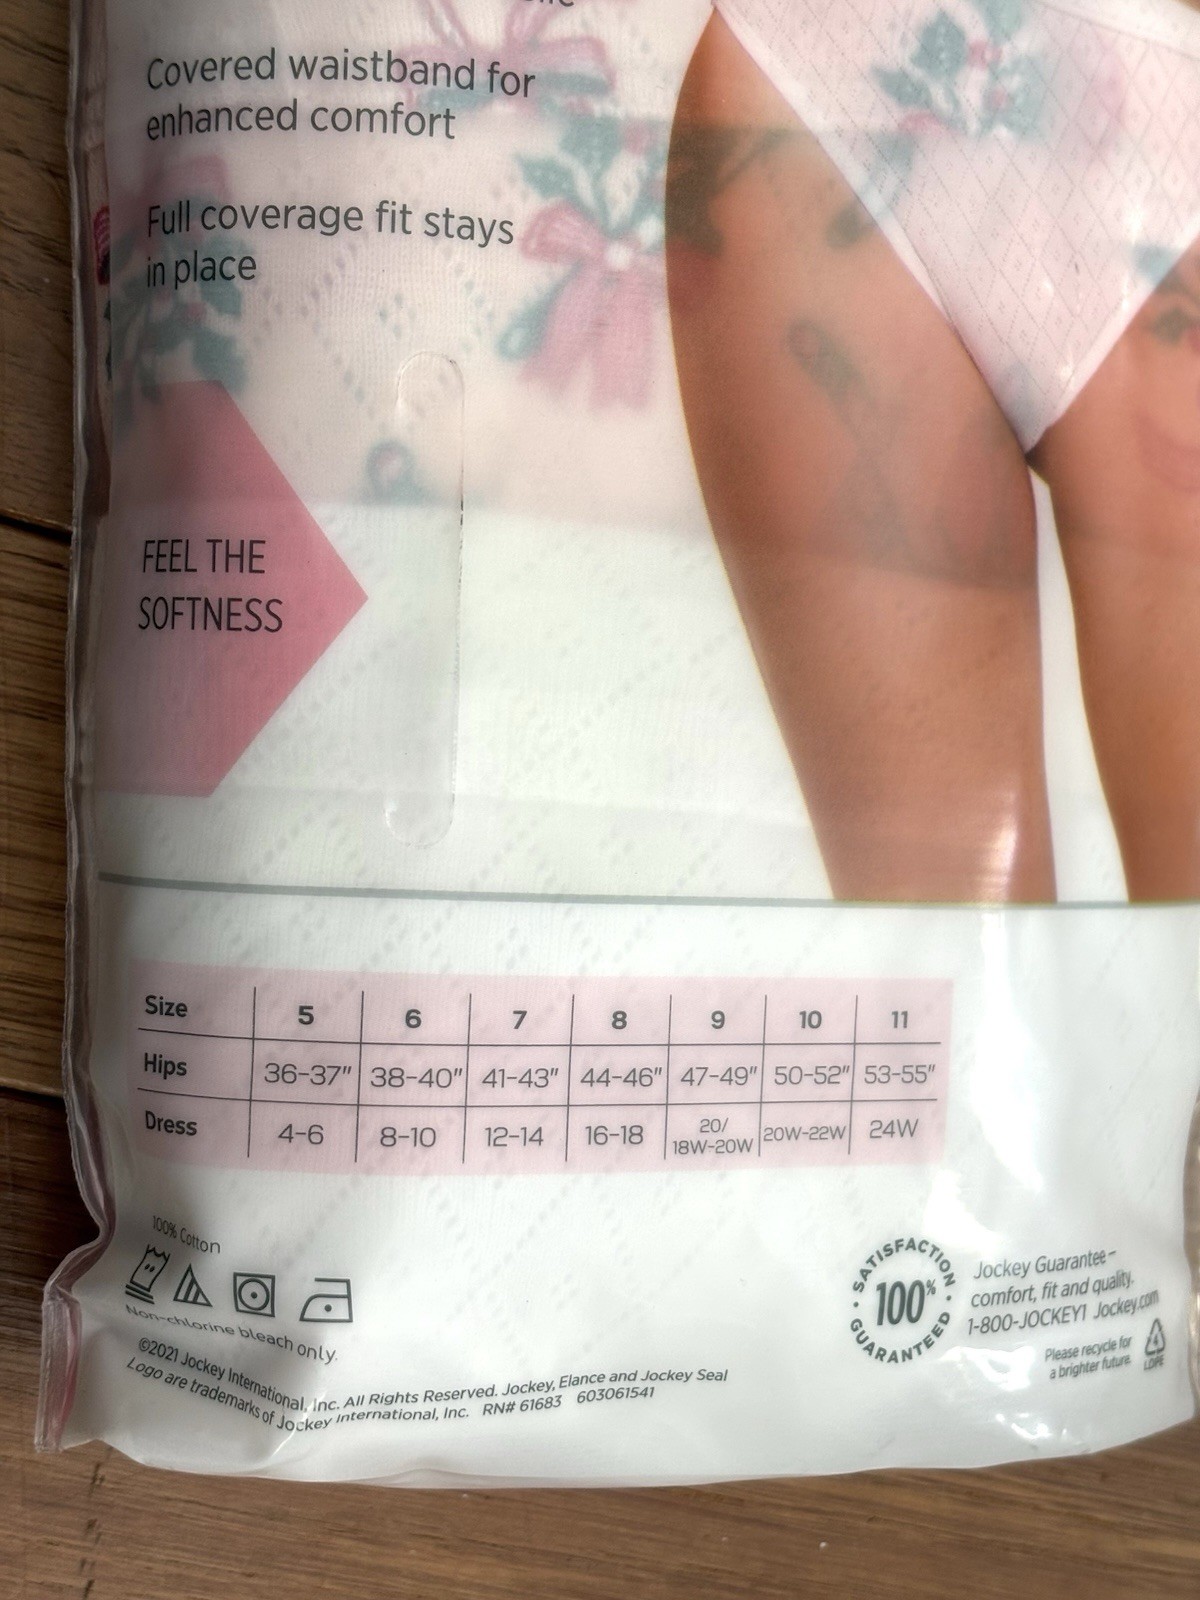 Covered waistband for
enhanced comfort
Full coverage fit stays
in place
FEEL THE
SOFTNESS
Size 5 6 7 8 9 10 11
Hips 36-37" 38-40" 41-43" 44-46" 47-49" 50-52" 53-55"
Dress 4-6 8-10 12-14 16-18 20/ 18W-20W 20W-22W 24W
100% Cotton
Non-chlorine bleach only.
©2021 Jockey International, Inc. All Rights Reserved. Jockey, Elance and Jockey Seal
Logo are trademarks of Jockey International, Inc. RN# 61683 603061541
SATISFACTION
100%
GUARANTEED
Jockey Guarantee–
comfort, fit and quality.
1-800-JOCKEY1 Jockey.com
Please recycle for
a brighter future.
4
LDPE